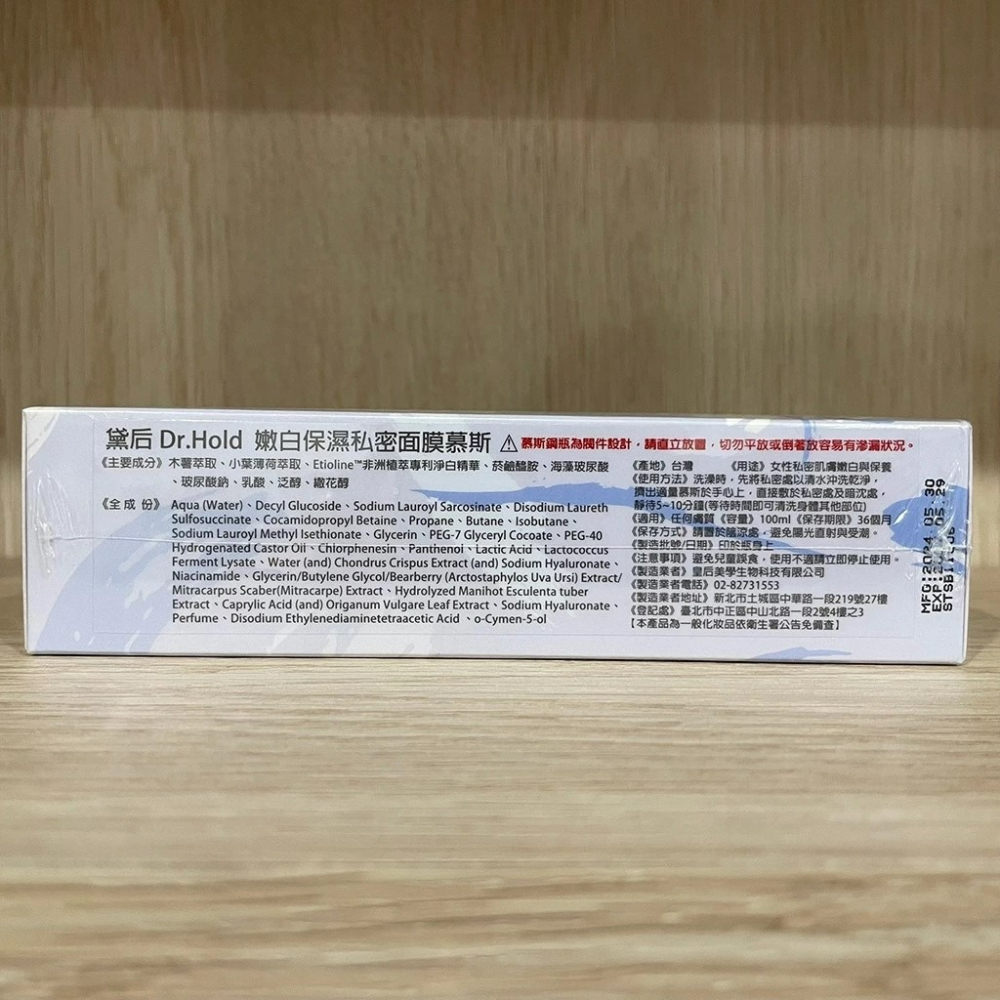 黛后 Dr.Hold 嫩白保濕私密面膜慕斯 ⚠ 慕斯鋼瓶為閥件設計，請直立放置，切勿平放或倒著放容易有滲漏狀況。
《主要成分》木薯萃取、小葉薄荷萃取、Etioline™非洲植萃專利淨白精華、菸鹼醯胺、海藻玻尿酸
、玻尿酸鈉、乳酸、泛醇、繖花醇
《全成份》 Aqua (Water)、Decyl Glucoside、Sodium Lauroyl Sarcosinate、Disodium Laureth
Sulfosuccinate、Cocamidopropyl Betaine、Propane、Butane、Isobutane、
Sodium Lauroyl Methyl Isethionate、Glycerin、PEG-7 Glyceryl Cocoate、PEG-40
Hydrogenated Castor Oil、Chlorphenesin、Panthenol、Lactic Acid、Lactococcus
Ferment Lysate、Water (and) Chondrus Crispus Extract (and) Sodium Hyaluronate、
Niacinamide、Glycerin/Butylene Glycol/Bearberry (Arctostaphylos Uva Ursi) Extract/
Mitracarpus Scaber(Mitracarpe) Extract、Hydrolyzed Manihot Esculenta tuber
Extract、Caprylic Acid (and) Origanum Vulgare Leaf Extract、Sodium Hyaluronate、
Perfume、Disodium Ethylenediaminetetraacetic Acid、o-Cymen-5-ol
《產地》台灣 《用途》女性私密肌膚嫩白與保養
《使用方法》洗澡時，先將私密處以清水沖洗乾淨，
擠出適量慕斯於手心上，直接敷於私密處及暗沈處，
靜待5~10分鐘(等待時間即可清洗身體其他部位)
《適用》任何膚質《容量》100ml《保存期限》36個月
《保存方式》請置於陰涼處，避免陽光直射與受潮。
《製造批號/日期》印於瓶身上
《注意事項》避免兒童誤食，使用不適請立即停止使用。
《製造業者》皇后美學生物科技有限公司
《製造業者電話》02-82731553
《製造業者地址》新北市土城區中華路一段219號27樓
《登記處》臺北市中正區中山北路一段2號4樓之3
【本產品為一般化妝品依衛生署公告免備查】
MFG:2024 05 30